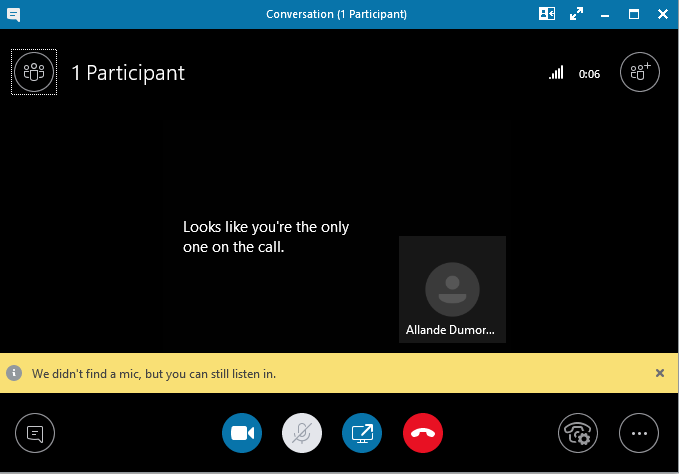 Conversation (1 Participant)
1 Participant
0:06
Looks like you're the only
one on the call.
Allande Dumor...
We didn't find a mic, but you can still listen in.